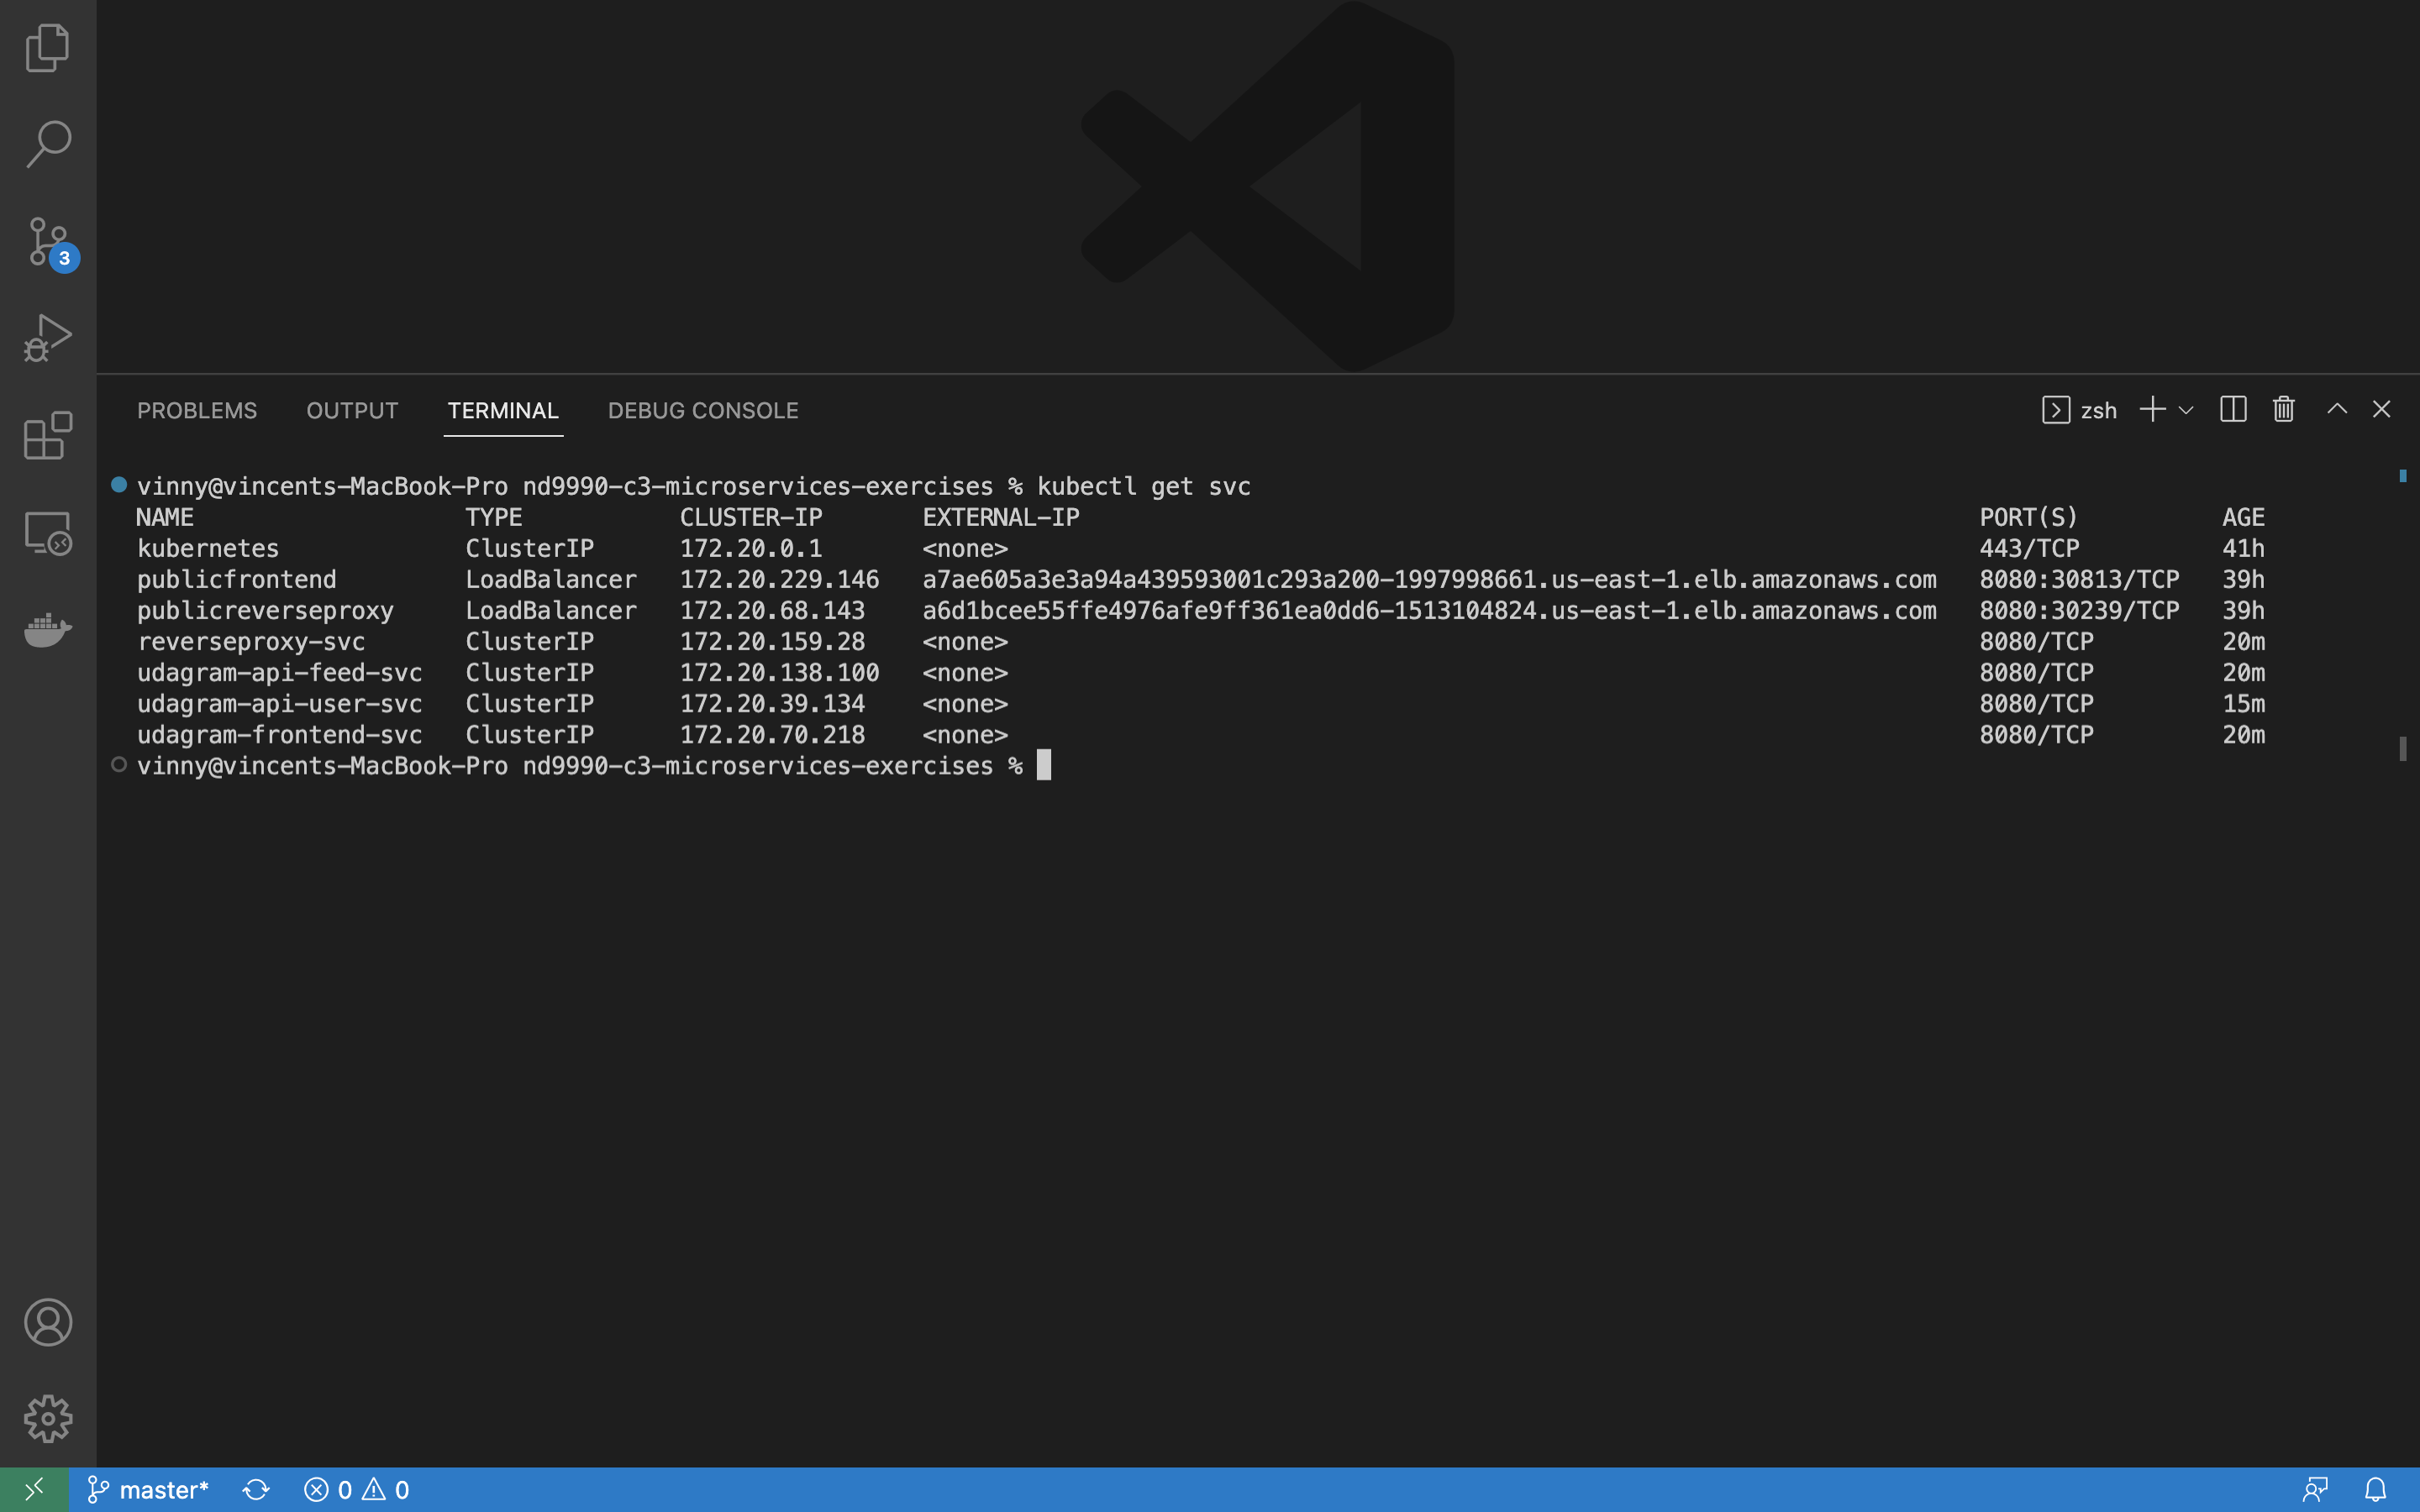 3
PROBLEMS OUTPUT TERMINAL DEBUG CONSOLE zsh
vinny@vincents-MacBook-Pro nd9990-c3-microservices-exercises % kubectl get svc
NAME TYPE CLUSTER-IP EXTERNAL-IP PORT(S) AGE
kubernetes ClusterIP 172.20.0.1 <none> 443/TCP 41h
publicfrontend LoadBalancer 172.20.229.146 a7ae605a3e3a94a439593001c293a200-1997998661.us-east-1.elb.amazonaws.com 8080:30813/TCP 39h
publicreverseproxy LoadBalancer 172.20.68.143 a6d1bcee55ffe4976afe9ff361ea0dd6-1513104824.us-east-1.elb.amazonaws.com 8080:30239/TCP 39h
reverseproxy-svc ClusterIP 172.20.159.28 <none> 8080/TCP 20m
udagram-api-feed-svc ClusterIP 172.20.138.100 <none> 8080/TCP 20m
udagram-api-user-svc ClusterIP 172.20.39.134 <none> 8080/TCP 15m
udagram-frontend-svc ClusterIP 172.20.70.218 <none> 8080/TCP 20m
vinny@vincents-MacBook-Pro nd9990-c3-microservices-exercises %
master* 0 0